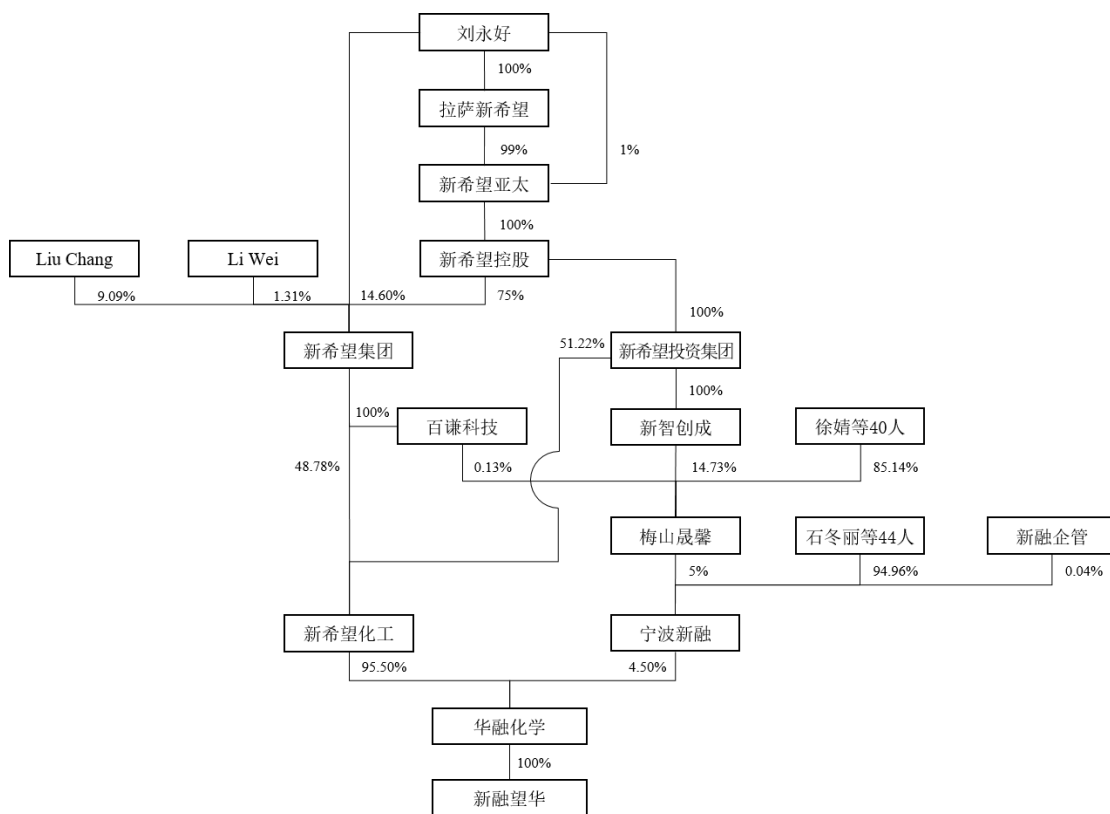 刘永好
100%
拉萨新希望
99%
1%
新希望亚太
100%
Liu Chang
Li Wei
新希望控股
9.09%
1.31%
14.60%
75%
100%
新希望集团
51.22%
新希望投资集团
100%
100%
百谦科技
新智创成
徐婧等40人
48.78%
0.13%
14.73%
85.14%
梅山晟馨
石冬丽等44人
新融企管
5%
94.96%
0.04%
新希望化工
宁波新融
95.50%
4.50%
华融化学
100%
新融望华